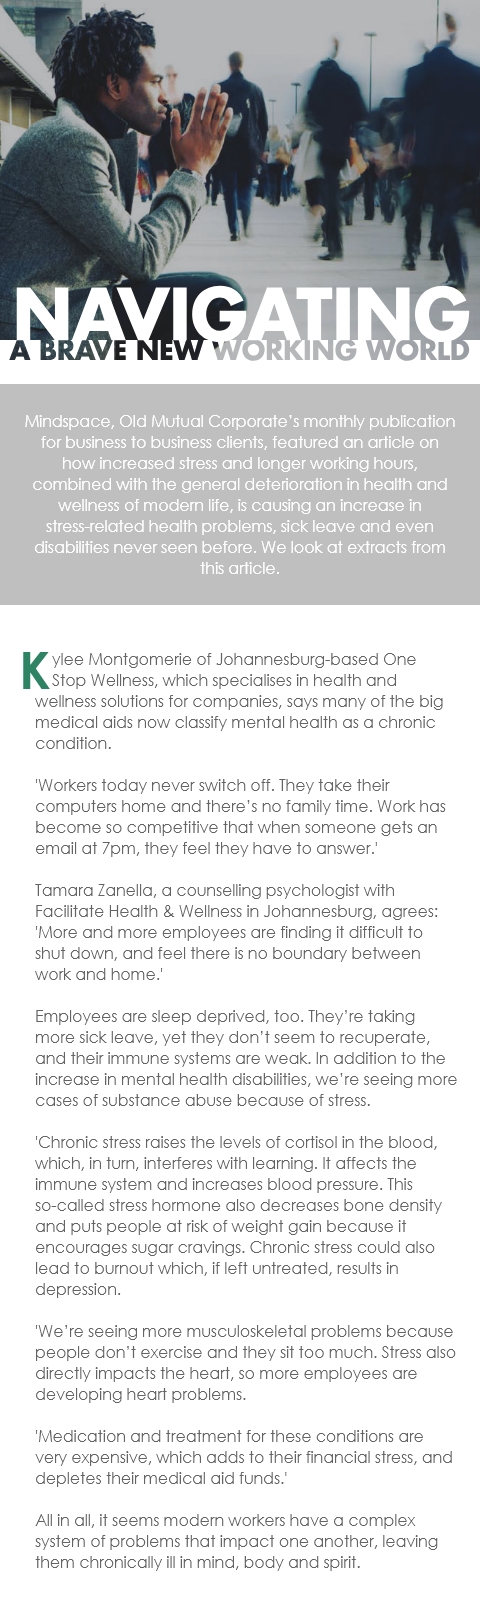 NAVIGATING
A BRAVE NEW WORKING WORLD
Mindspace, Old Mutual Corporate's monthly publication
for business to business clients, featured an article on
how increased stress and longer working hours,
combined with the general deterioration in health and
wellness of modern life, is causing an increase in
stress-related health problems, sick leave and even
disabilities never seen before. We look at extracts from
this article.
Kylee Montgomerie of Johannesburg-based One
Stop Wellness, which specialises in health and
wellness solutions for companies, says many of the big
medical aids now classify mental health as a chronic
condition.
'Workers today never switch off. They take their
computers home and there's no family time. Work has
become so competitive that when someone gets an
email at 7pm, they feel they have to answer.'
Tamara Zanella, a counselling psychologist with
Facilitate Health & Wellness in Johannesburg, agrees:
'More and more employees are finding it difficult to
shut down, and feel there is no boundary between
work and home.'
Employees are sleep deprived, too. They're taking
more sick leave, yet they don't seem to recuperate,
and their immune systems are weak. In addition to the
increase in mental health disabilities, we're seeing more
cases of substance abuse because of stress.
'Chronic stress raises the levels of cortisol in the blood,
which, in turn, interferes with learning. It affects the
immune system and increases blood pressure. This
so-called stress hormone also decreases bone density
and puts people at risk of weight gain because it
encourages sugar cravings. Chronic stress could also
lead to burnout which, if left untreated, results in
depression.
'We're seeing more musculoskeletal problems because
people don't exercise and they sit too much. Stress also
directly impacts the heart, so more employees are
developing heart problems.
'Medication and treatment for these conditions are
very expensive, which adds to their financial stress, and
depletes their medical aid funds.'
All in all, it seems modern workers have a complex
system of problems that impact one another, leaving
them chronically ill in mind, body and spirit.